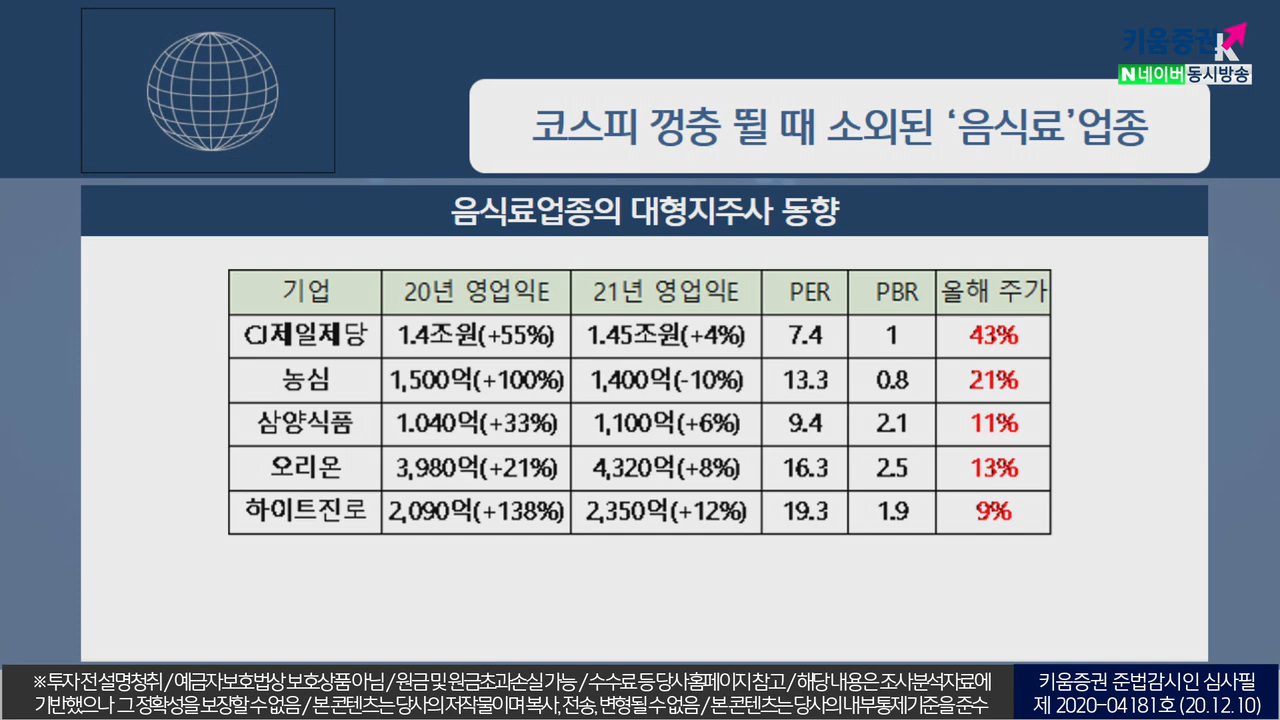 키움증권
N 네이버 동시방송
코스피 껑충 뛸 때 소외된 ‘음식료’업종
음식료업종의 대형지주사 동향
기업 20년 영업익E 21년 영업익E PER PBR 올해 주가
CJ제일제당 1.4조원(+55%) 1.45조원(+4%) 7.4 1 43%
농심 1,500억(+100%) 1,400억(-10%) 13.3 0.8 21%
삼양식품 1.040억(+33%) 1,100억(+6%) 9.4 2.1 11%
오리온 3,980억(+21%) 4,320억(+8%) 16.3 2.5 13%
하이트진로 2,090억(+138%) 2,350억(+12%) 19.3 1.9 9%
※ 투자 전 설명청취 / 예금자보호법상 보호상품 아님 / 원금 및 원금초과손실 가능 / 수수료 등 당사홈페이지 참고 / 해당 내용은 조사분석자료에
기반했으나 그 정확성을 보장할 수 없음 / 본 콘텐츠는 당사의 저작물이며 복사, 전송, 변형될 수 없음 / 본 콘텐츠는 당사의 내부통제기준을 준수
키움증권 준법감시인 심사필
제 2020-04181호 (20.12.10)